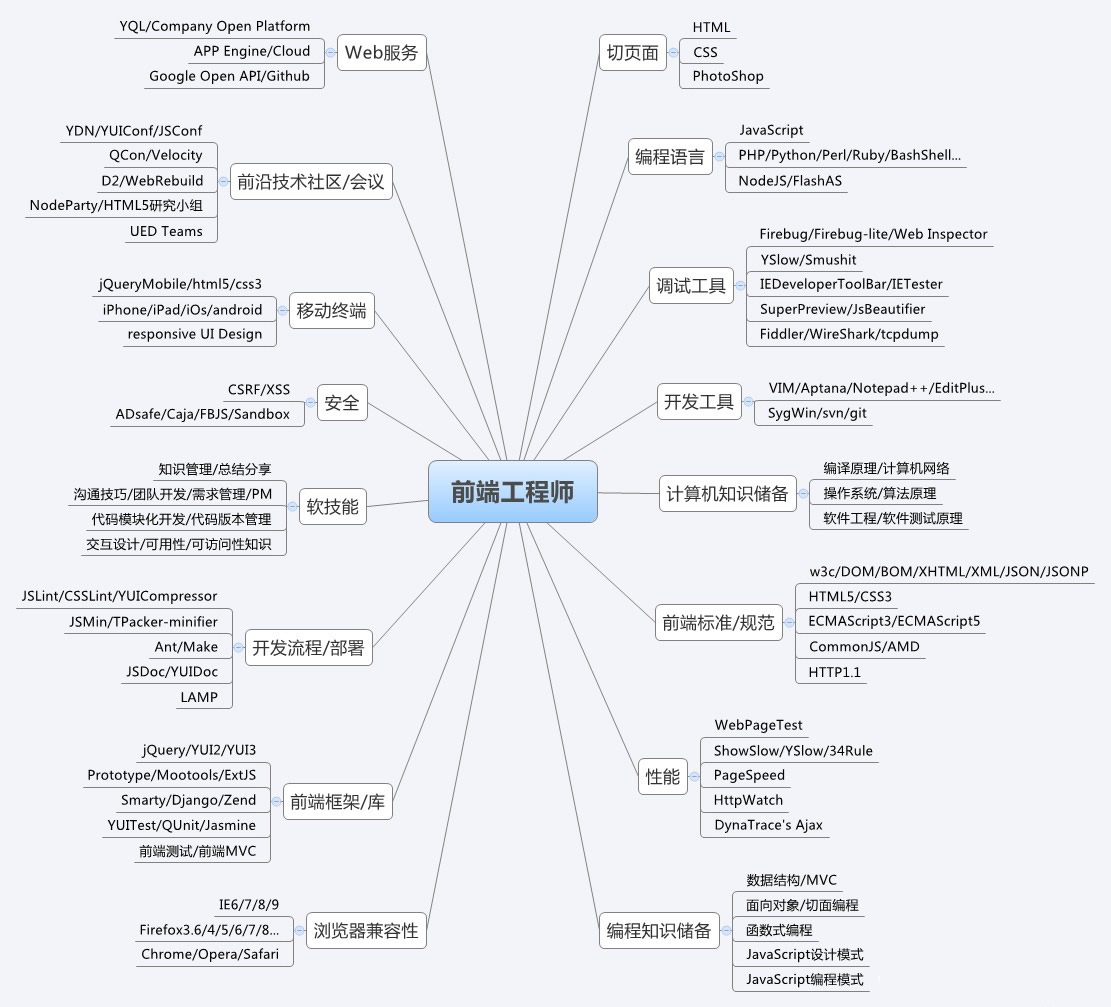 前端工程师
Web服务
YQL/Company Open Platform
APP Engine/Cloud
Google Open API/Github
前沿技术社区/会议
YDN/YUIConf/JSConf
QCon/Velocity
D2/WebRebuild
NodeParty/HTML5研究小组
UED Teams
移动终端
jQueryMobile/html5/css3
iPhone/iPad/iOs/android
responsive UI Design
安全
CSRF/XSS
ADsafe/Caja/FBJS/Sandbox
软技能
知识管理/总结分享
沟通技巧/团队开发/需求管理/PM
代码模块化开发/代码版本管理
交互设计/可用性/可访问性知识
开发流程/部署
JSLint/CSSLint/YUICompressor
JSMin/TPacker-minifier
Ant/Make
JSDoc/YUIDoc
LAMP
前端框架/库
jQuery/YUI2/YUI3
Prototype/Mootools/ExtJS
Smarty/Django/Zend
YUITest/QUnit/Jasmine
前端测试/前端MVC
浏览器兼容性
IE6/7/8/9
Firefox3.6/4/5/6/7/8...
Chrome/Opera/Safari
切页面
HTML
CSS
PhotoShop
编程语言
JavaScript
PHP/Python/Perl/Ruby/BashShell...
NodeJS/FlashAS
调试工具
Firebug/Firebug-lite/Web Inspector
YSlow/Smushit
IEDeveloperToolBar/IETester
SuperPreview/JsBeautifier
Fiddler/WireShark/tcpdump
开发工具
VIM/Aptana/Notepad++/EditPlus...
SygWin/svn/git
计算机知识储备
编译原理/计算机网络
操作系统/算法原理
软件工程/软件测试原理
前端标准/规范
w3c/DOM/BOM/XHTML/XML/JSON/JSONP
HTML5/CSS3
ECMAScript3/ECMAScript5
CommonJS/AMD
HTTP1.1
性能
WebPageTest
ShowSlow/YSlow/34Rule
PageSpeed
HttpWatch
DynaTrace's Ajax
编程知识储备
数据结构/MVC
面向对象/切面编程
函数式编程
JavaScript设计模式
JavaScript编程模式